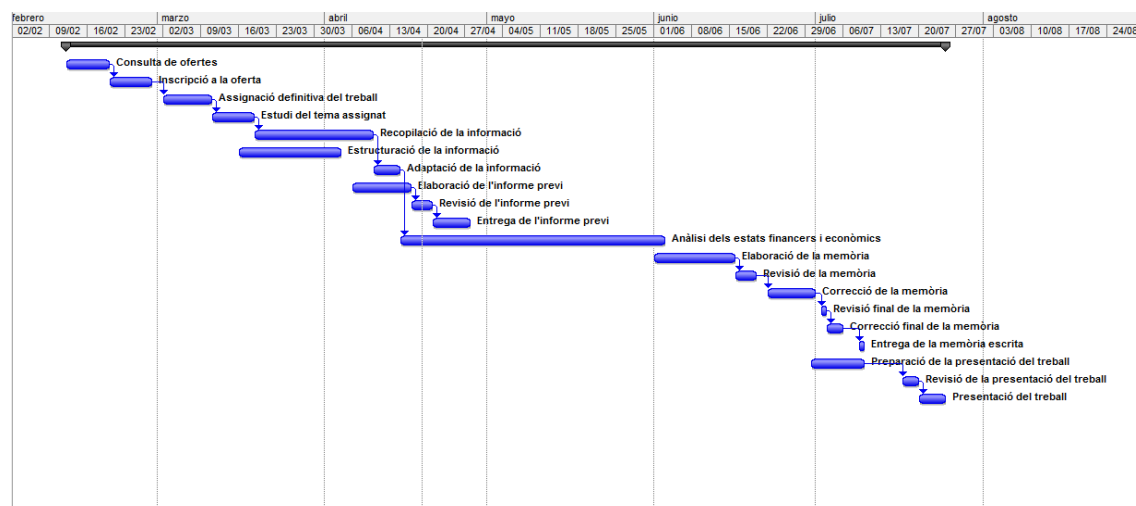 febrero marzo abril mayo junio julio agosto
02/02 09/02 16/02 23/02 02/03 09/03 16/03 23/03 30/03 06/04 13/04 20/04 27/04 04/05 11/05 18/05 25/05 01/06 08/06 15/06 22/06 29/06 06/07 13/07 20/07 27/07 03/08 10/08 17/08 24/08
Consulta de ofertes
Inscripció a la oferta
Assignació definitiva del treball
Estudi del tema assignat
Recopilació de la informació
Estructuració de la informació
Adaptació de la informació
Elaboració de l'informe previ
Revisió de l'informe previ
Entrega de l'informe previ
Anàlisi dels estats financers i econòmics
Elaboració de la memòria
Revisió de la memòria
Correcció de la memòria
Revisió final de la memòria
Correcció final de la memòria
Entrega de la memòria escrita
Preparació de la presentació del treball
Revisió de la presentació del treball
Presentació del treball